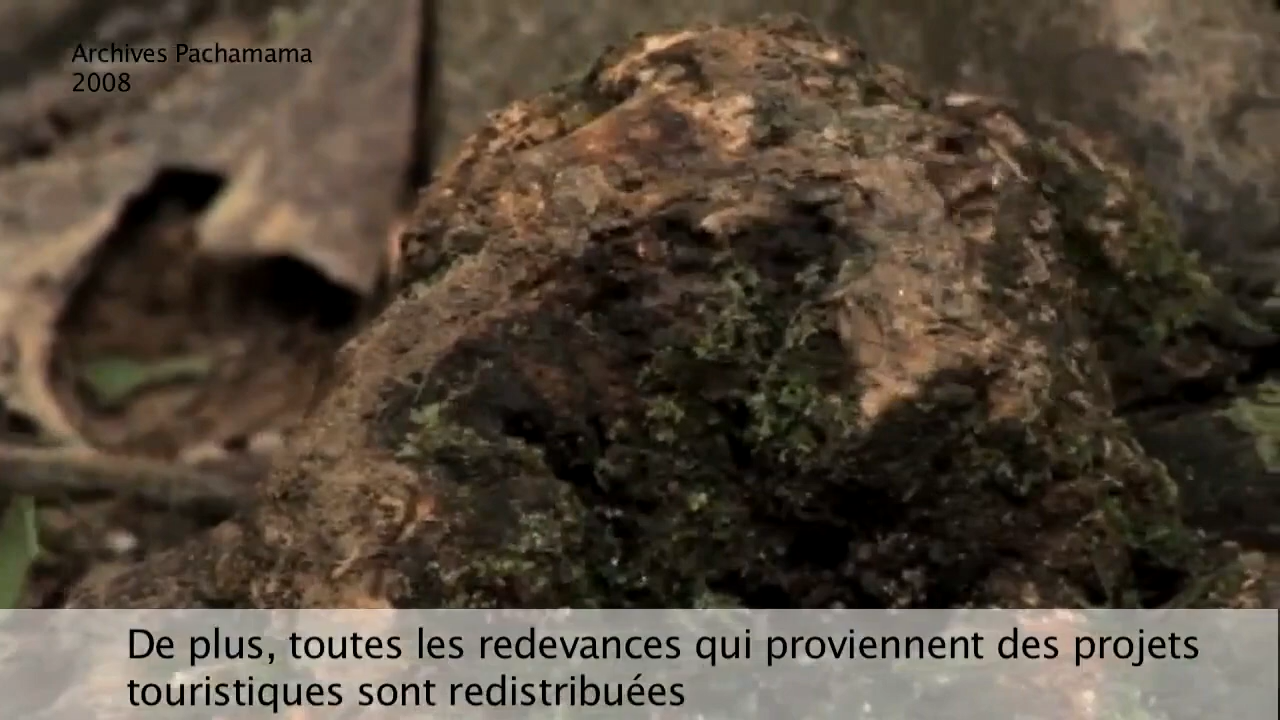 Archives Pachamama
2008
De plus, toutes les redevances qui proviennent des projets
touristiques sont redistribuées